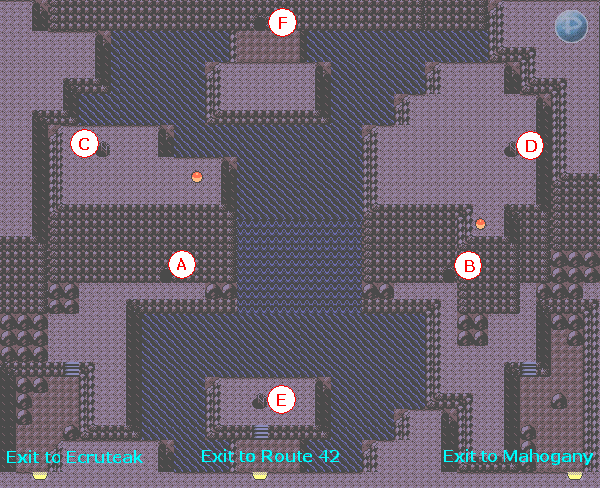 F
C
D
A
B
E
Exit to Ecruteak
Exit to Route 42
Exit to Mahogany